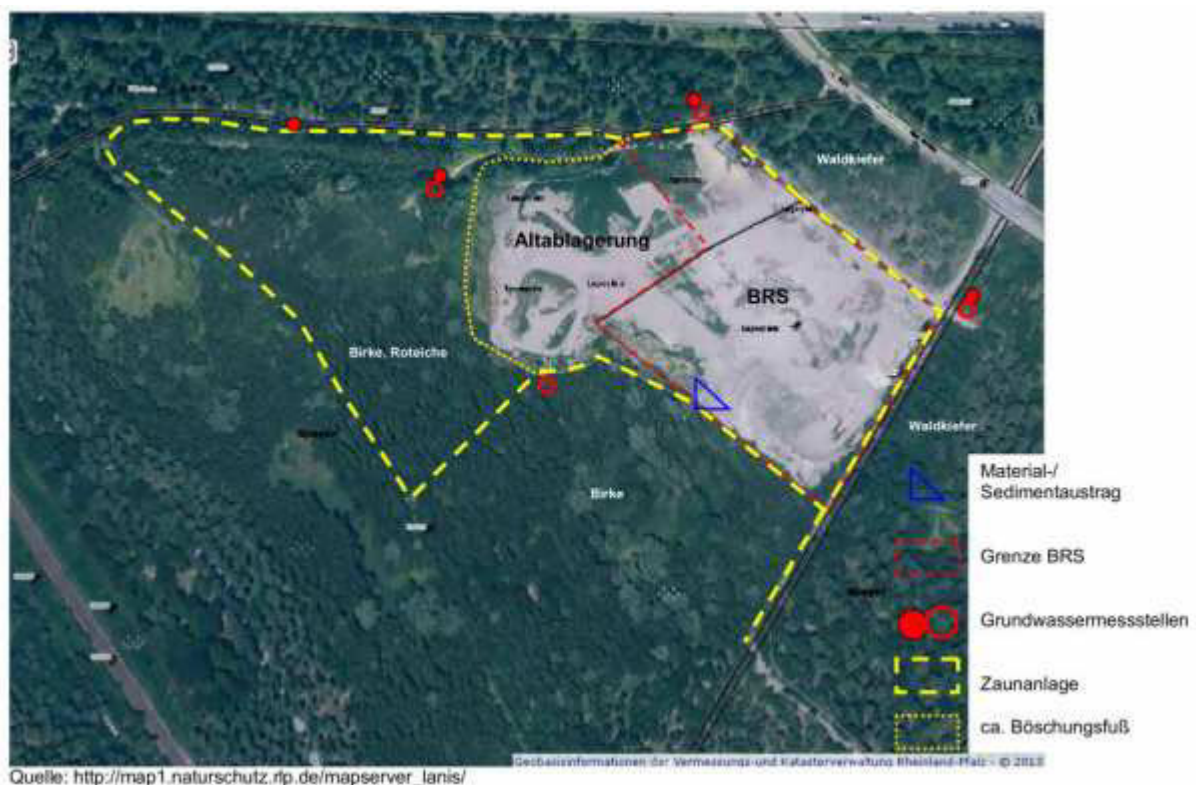 Waldkiefer
Altablagerung
BRS
Birke, Roteiche
Waldkiefer
Birke
Material-/
Sedimentaustrag
Grenze BRS
Grundwassermessstellen
Zaunanlage
ca. Böschungsfuß
Geobasisinformationen der Vermessungs-und Katasterverwaltung Rheinland-Pfalz - © 2013
Quelle: http://map1.naturschutz.rlp.de/mapserver_lanis/